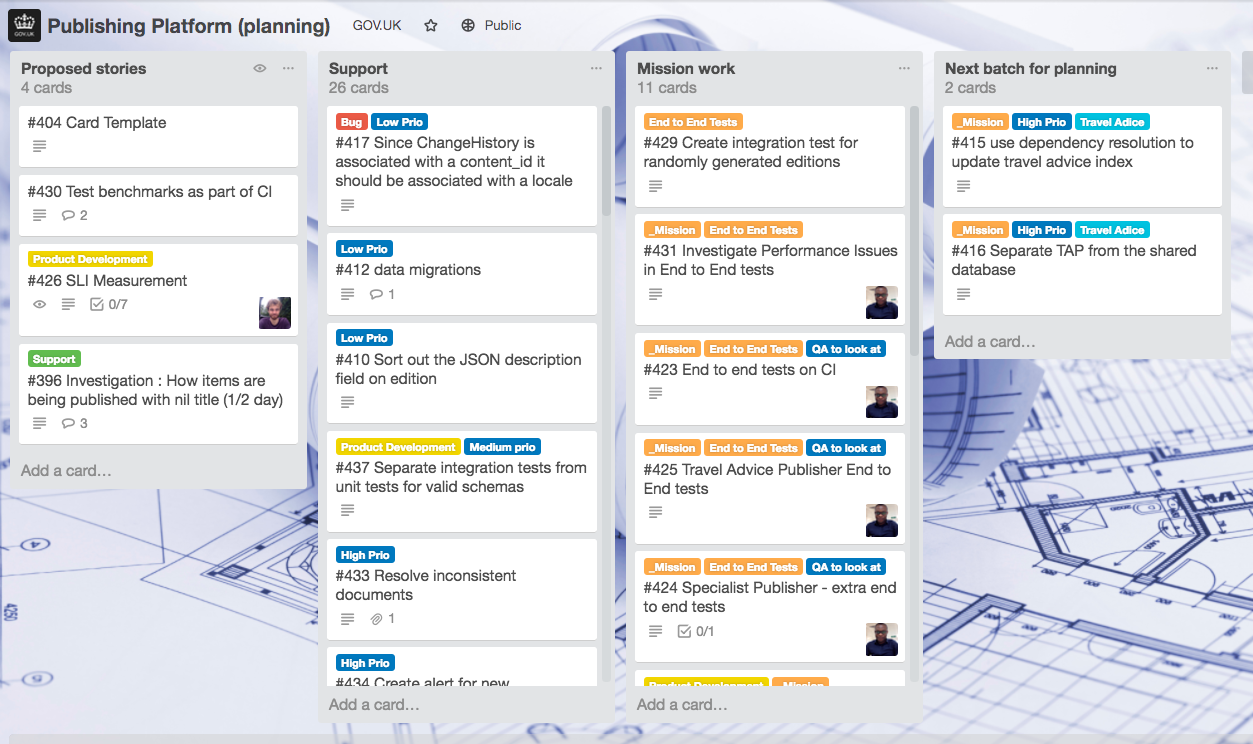 GOV.UK
Publishing Platform (planning) GOV.UK Public
Proposed stories
4 cards
#404 Card Template
#430 Test benchmarks as part of CI
2
Product Development
#426 SLI Measurement
0/7
Support
#396 Investigation : How items are
being published with nil title (1/2 day)
3
Add a card…
Support
26 cards
Bug Low Prio
#417 Since ChangeHistory is
associated with a content_id it
should be associated with a locale
Low Prio
#412 data migrations
1
Low Prio
#410 Sort out the JSON description
field on edition
Product Development Medium prio
#437 Separate integration tests from
unit tests for valid schemas
High Prio
#433 Resolve inconsistent
documents
1
High Prio
#434 Create alert for new
Add a card…
Mission work
11 cards
End to End Tests
#429 Create integration test for
randomly generated editions
_Mission End to End Tests
#431 Investigate Performance Issues
in End to End tests
_Mission End to End Tests QA to look at
#423 End to end tests on CI
_Mission End to End Tests QA to look at
#425 Travel Advice Publisher End to
End tests
_Mission End to End Tests QA to look at
#424 Specialist Publisher - extra end
to end tests
0/1
Product Development _Mission
Add a card…
Next batch for planning
2 cards
_Mission High Prio Travel Adice
#415 use dependency resolution to
update travel advice index
_Mission High Prio Travel Adice
#416 Separate TAP from the shared
database
Add a card…